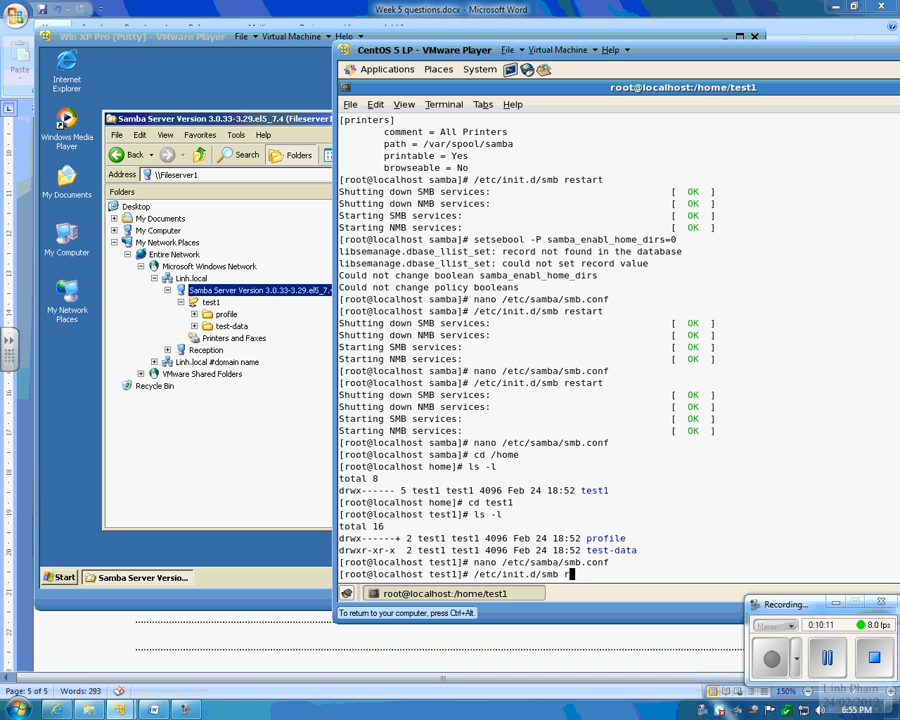 Week 5 questions.docx - Microsoft Word
Paste
Win XP Pro (Putty) - VMware Player File Virtual Machine Help
CentOS 5 LP - VMware Player File Virtual Machine Help
Applications Places System
root@localhost:/home/test1
File Edit View Terminal Tabs Help
Internet Explorer
Windows Media Player
My Documents
My Computer
My Network Places
Samba Server Version 3.0.33-3.29.el5_7.4 (Fileserver1
File Edit View Favorites Tools Help
Back Search Folders
Address \\Fileserver1
Folders
Desktop
My Documents
My Computer
My Network Places
Entire Network
Microsoft Windows Network
Linh.local
Samba Server Version 3.0.33-3.29.el5_7.4
test1
profile
test-data
Printers and Faxes
Reception
Linh.local #domain name
VMware Shared Folders
Recycle Bin
Start Samba Server Versio...
[printers]
comment = All Printers
path = /var/spool/samba
printable = Yes
browseable = No
[root@localhost samba]# /etc/init.d/smb restart
Shutting down SMB services: [ OK ]
Shutting down NMB services: [ OK ]
Starting SMB services: [ OK ]
Starting NMB services: [ OK ]
[root@localhost samba]# setsebool -P samba_enabl_home_dirs=0
libsemanage.dbase_llist_set: record not found in the database
libsemanage.dbase_llist_set: could not set record value
Could not change boolean samba_enabl_home_dirs
Could not change policy booleans
[root@localhost samba]# nano /etc/samba/smb.conf
[root@localhost samba]# /etc/init.d/smb restart
Shutting down SMB services: [ OK ]
Shutting down NMB services: [ OK ]
Starting SMB services: [ OK ]
Starting NMB services: [ OK ]
[root@localhost samba]# nano /etc/samba/smb.conf
[root@localhost samba]# /etc/init.d/smb restart
Shutting down SMB services: [ OK ]
Shutting down NMB services: [ OK ]
Starting SMB services: [ OK ]
Starting NMB services: [ OK ]
[root@localhost samba]# nano /etc/samba/smb.conf
[root@localhost samba]# cd /home
[root@localhost home]# ls -l
total 8
drwx------ 5 test1 test1 4096 Feb 24 18:52 test1
[root@localhost home]# cd test1
[root@localhost test1]# ls -l
total 16
drwx------+ 2 test1 test1 4096 Feb 24 18:52 profile
drwxr-xr-x 2 test1 test1 4096 Feb 24 18:52 test-data
[root@localhost test1]# nano /etc/samba/smb.conf
[root@localhost test1]# /etc/init.d/smb r
root@localhost:/home/test1
To return to your computer, press Ctrl+Alt.
Recording...
0:10:11 8.0 fps
Page: 5 of 5 Words: 293 150%
Linh Pham
24/02/2012
6:55 PM